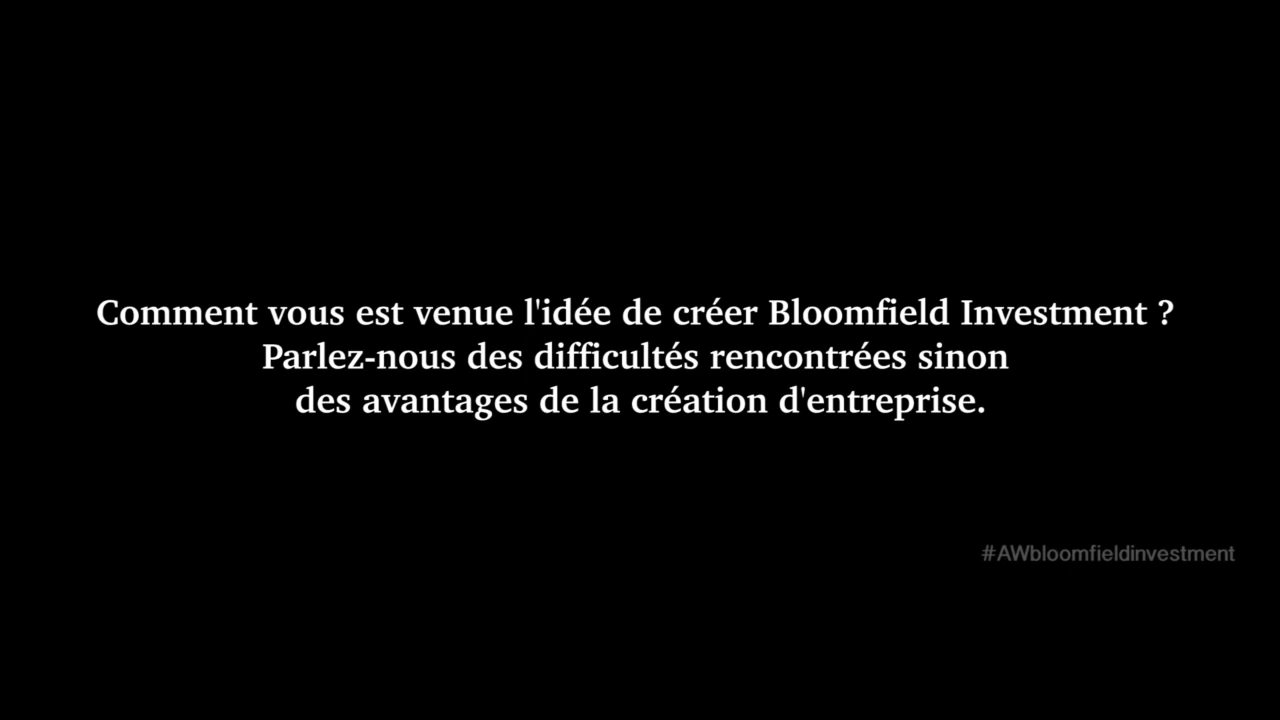 Comment vous est venue l'idée de créer Bloomfield Investment ?
Parlez-nous des difficultés rencontrées sinon
des avantages de la création d'entreprise.
#AWbloomfieldinvestment